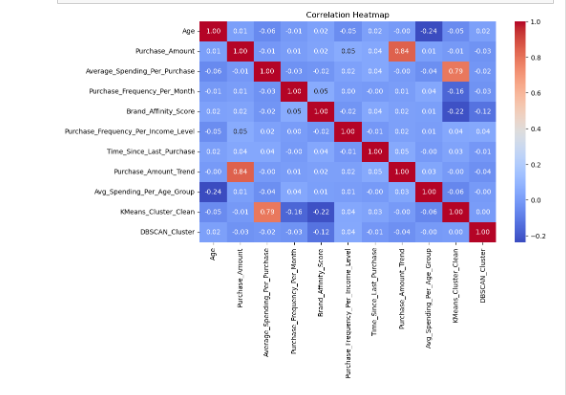 Correlation Heatmap
Age 1.00 0.01 -0.06 -0.01 0.02 -0.05 0.02 -0.00 -0.24 -0.05 0.02
Purchase_Amount 0.01 1.00 -0.01 0.01 0.02 0.05 0.04 0.84 0.01 -0.01 -0.03
Average_Spending_Per_Purchase -0.06 -0.01 1.00 -0.03 -0.02 0.02 0.04 -0.00 -0.04 0.79 -0.02
Purchase_Frequency_Per_Month -0.01 0.01 -0.03 1.00 0.05 0.00 -0.00 0.01 0.04 -0.16 -0.03
Brand_Affinity_Score 0.02 0.02 -0.02 0.05 1.00 -0.02 0.04 0.02 0.01 -0.22 -0.12
Purchase_Frequency_Per_Income_Level -0.05 0.05 0.02 0.00 -0.02 1.00 -0.01 0.02 0.01 0.04 0.04
Time_Since_Last_Purchase 0.02 0.04 0.04 -0.00 0.04 -0.01 1.00 0.05 -0.00 0.03 -0.01
Purchase_Amount_Trend -0.00 0.84 -0.00 0.01 0.02 0.02 0.05 1.00 0.03 -0.00 -0.04
Avg_Spending_Per_Age_Group -0.24 0.01 -0.04 0.04 0.01 0.01 -0.00 0.03 1.00 -0.06 -0.00
KMeans_Cluster_Clean -0.05 -0.01 0.79 -0.16 -0.22 0.04 0.03 -0.00 -0.06 1.00 0.00
DBSCAN_Cluster 0.02 -0.03 -0.02 -0.03 -0.12 0.04 -0.01 -0.04 -0.00 0.00 1.00
Age
Purchase_Amount
Average_Spending_Per_Purchase
Purchase_Frequency_Per_Month
Brand_Affinity_Score
Purchase_Frequency_Per_Income_Level
Time_Since_Last_Purchase
Purchase_Amount_Trend
Avg_Spending_Per_Age_Group
KMeans_Cluster_Clean
DBSCAN_Cluster
1.0
0.8
0.6
0.4
0.2
0.0
-0.2